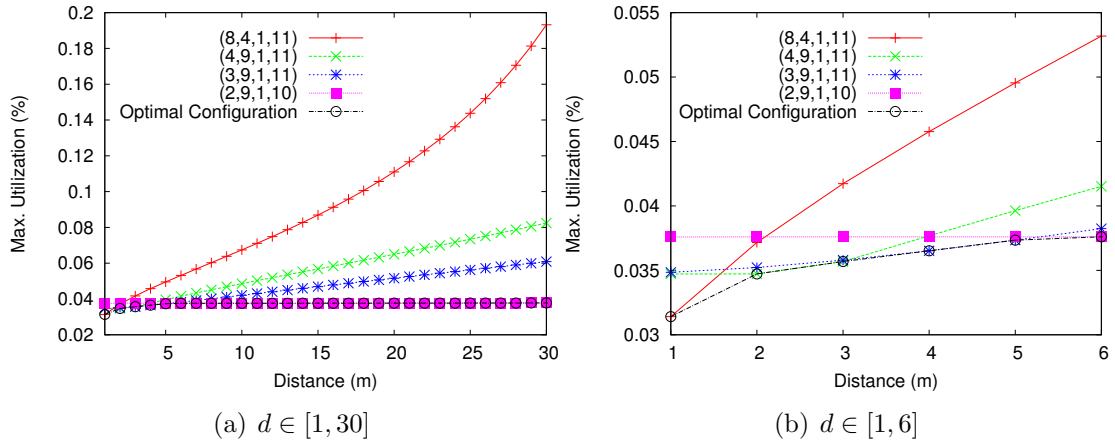 0.2
0.18
0.16
0.14
0.12
0.1
0.08
0.06
0.04
0.02
Max. Utilization (%)
(8,4,1,11)
(4,9,1,11)
(3,9,1,11)
(2,9,1,10)
Optimal Configuration
5 10 15 20 25 30
Distance (m)
(a) d ∈ [1, 30]
0.055
0.05
0.045
0.04
0.035
0.03
Max. Utilization (%)
(8,4,1,11)
(4,9,1,11)
(3,9,1,11)
(2,9,1,10)
Optimal Configuration
1 2 3 4 5 6
Distance (m)
(b) d ∈ [1, 6]